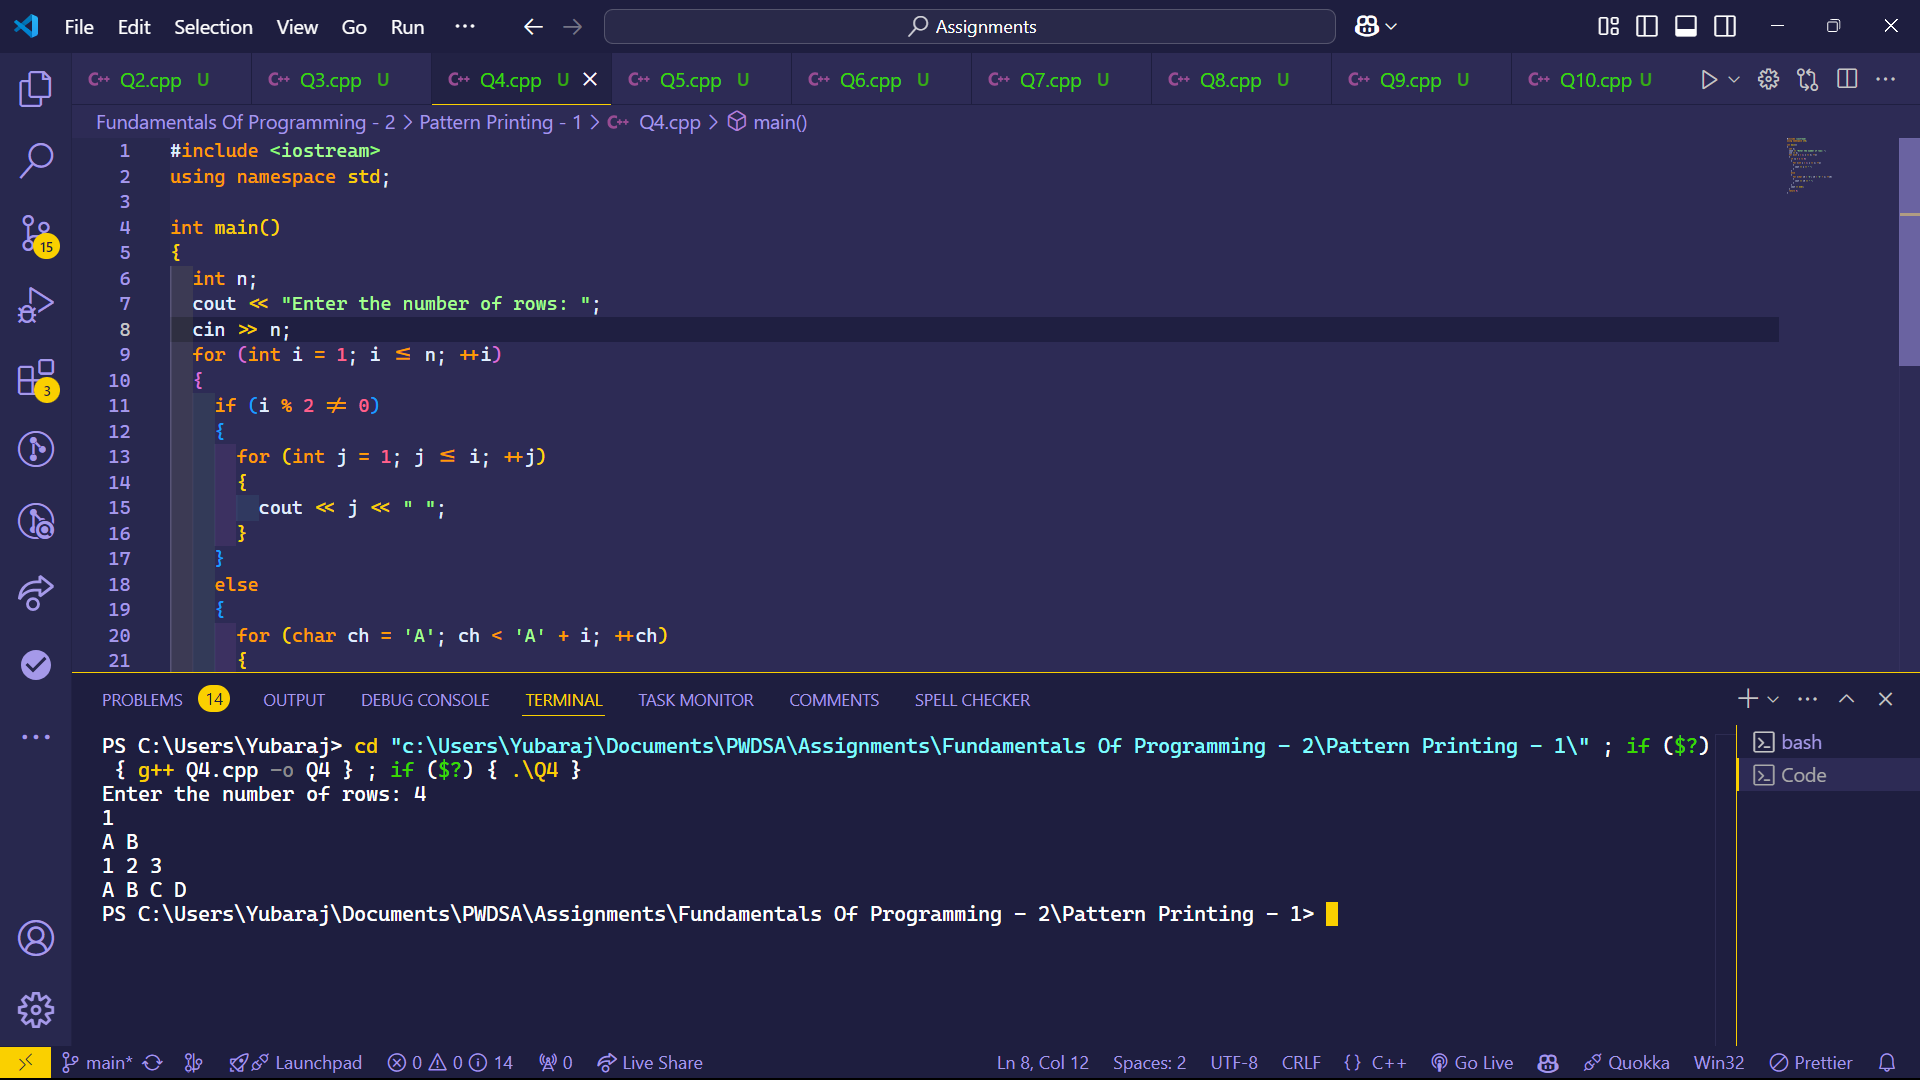 File Edit Selection View Go Run ··· Assignments
C++ Q2.cpp U C++ Q3.cpp U C++ Q4.cpp U C++ Q5.cpp U C++ Q6.cpp U C++ Q7.cpp U C++ Q8.cpp U C++ Q9.cpp U C++ Q10.cpp U
Fundamentals Of Programming - 2 > Pattern Printing - 1 > C++ Q4.cpp > main()
1 #include <iostream>
2 using namespace std;
3
4 int main()
5 {
6 int n;
7 cout << "Enter the number of rows: ";
8 cin >> n;
9 for (int i = 1; i ≤ n; ++i)
10 {
11 if (i % 2 ≠ 0)
12 {
13 for (int j = 1; j ≤ i; ++j)
14 {
15 cout << j << " ";
16 }
17 }
18 else
19 {
20 for (char ch = 'A'; ch < 'A' + i; ++ch)
21 {
15
3
PROBLEMS 14 OUTPUT DEBUG CONSOLE TERMINAL TASK MONITOR COMMENTS SPELL CHECKER
PS C:\Users\Yubaraj> cd "c:\Users\Yubaraj\Documents\PWDSA\Assignments\Fundamentals Of Programming - 2\Pattern Printing - 1\" ; if ($?)
{ g++ Q4.cpp -o Q4 } ; if ($?) { .\Q4 }
Enter the number of rows: 4
1
A B
1 2 3
A B C D
PS C:\Users\Yubaraj\Documents\PWDSA\Assignments\Fundamentals Of Programming - 2\Pattern Printing - 1>
bash
Code
main* Launchpad 0 0 14 0 Live Share Ln 8, Col 12 Spaces: 2 UTF-8 CRLF {} C++ Go Live Quokka Win32 Prettier